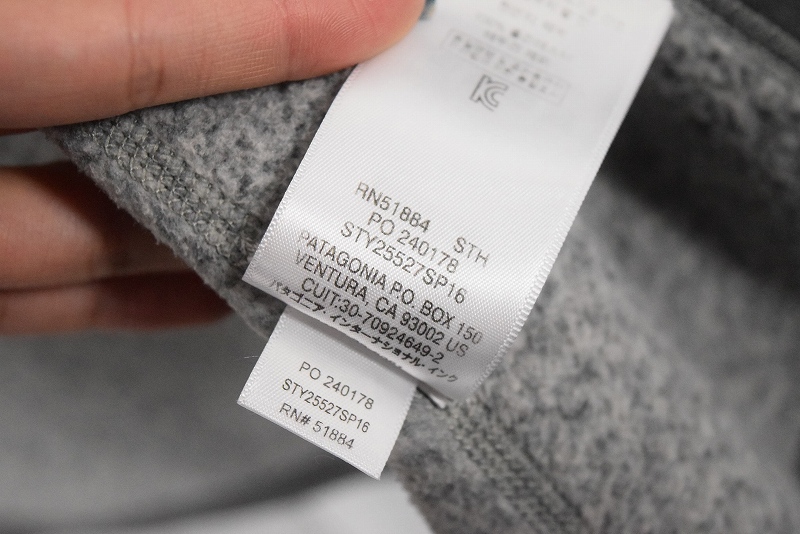 RN51884 STH
PO 240178
STY25527SP16
PATAGONIA P.O. BOX 150
VENTURA, CA 93002 US
CUIT:30-70924649-2
パタゴニア・インターナショナル・インク
PO 240178
STY25527SP16
RN# 51884